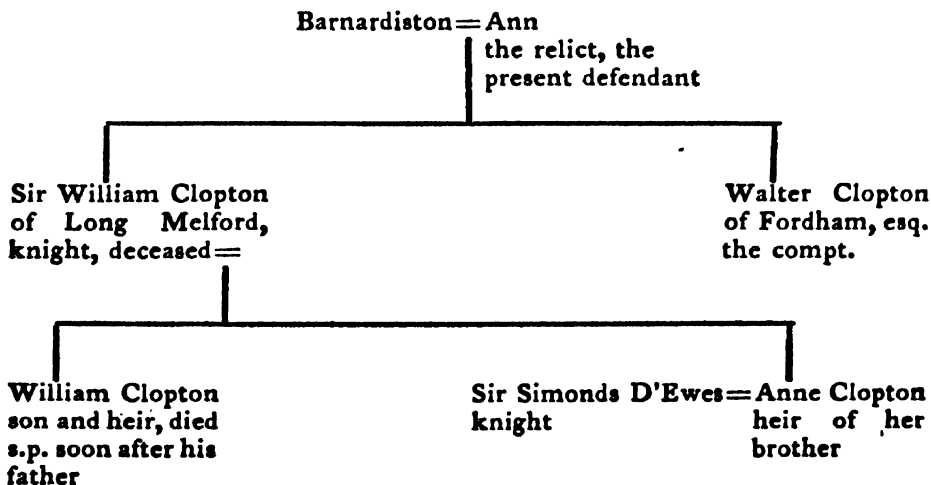 Barnardiston = Ann
the relict, the
present defendant
Sir William Clopton
of Long Melford,
knight, deceased =
Walter Clopton
of Fordham, esq.
the compt.
William Clopton
son and heir, died
s.p. soon after his
father
Sir Simonds D'Ewes = Anne Clopton
knight
heir of her
brother